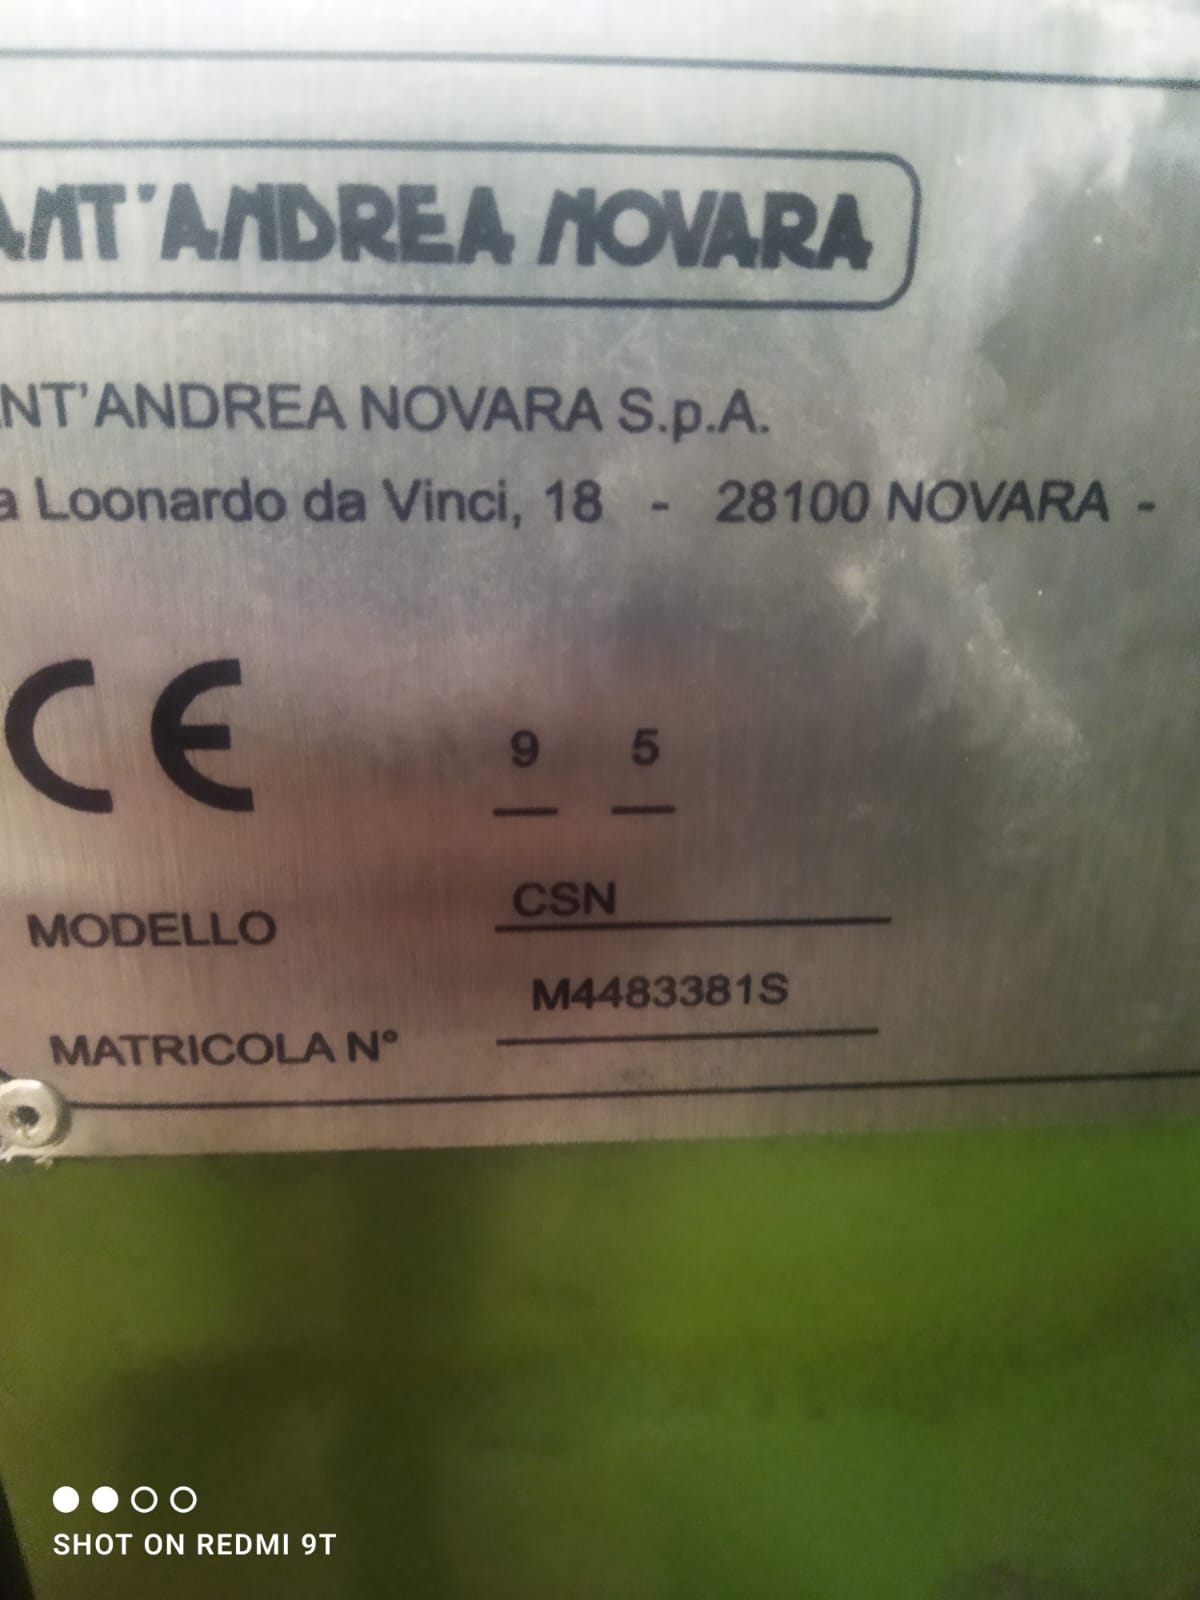 ANT'ANDREA NOVARA
ANT'ANDREA NOVARA S.p.A.
a Loonardo da Vinci, 18 - 28100 NOVARA -
CE 9 5
MODELLO CSN
MATRICOLA N° M4483381S
SHOT ON REDMI 9T